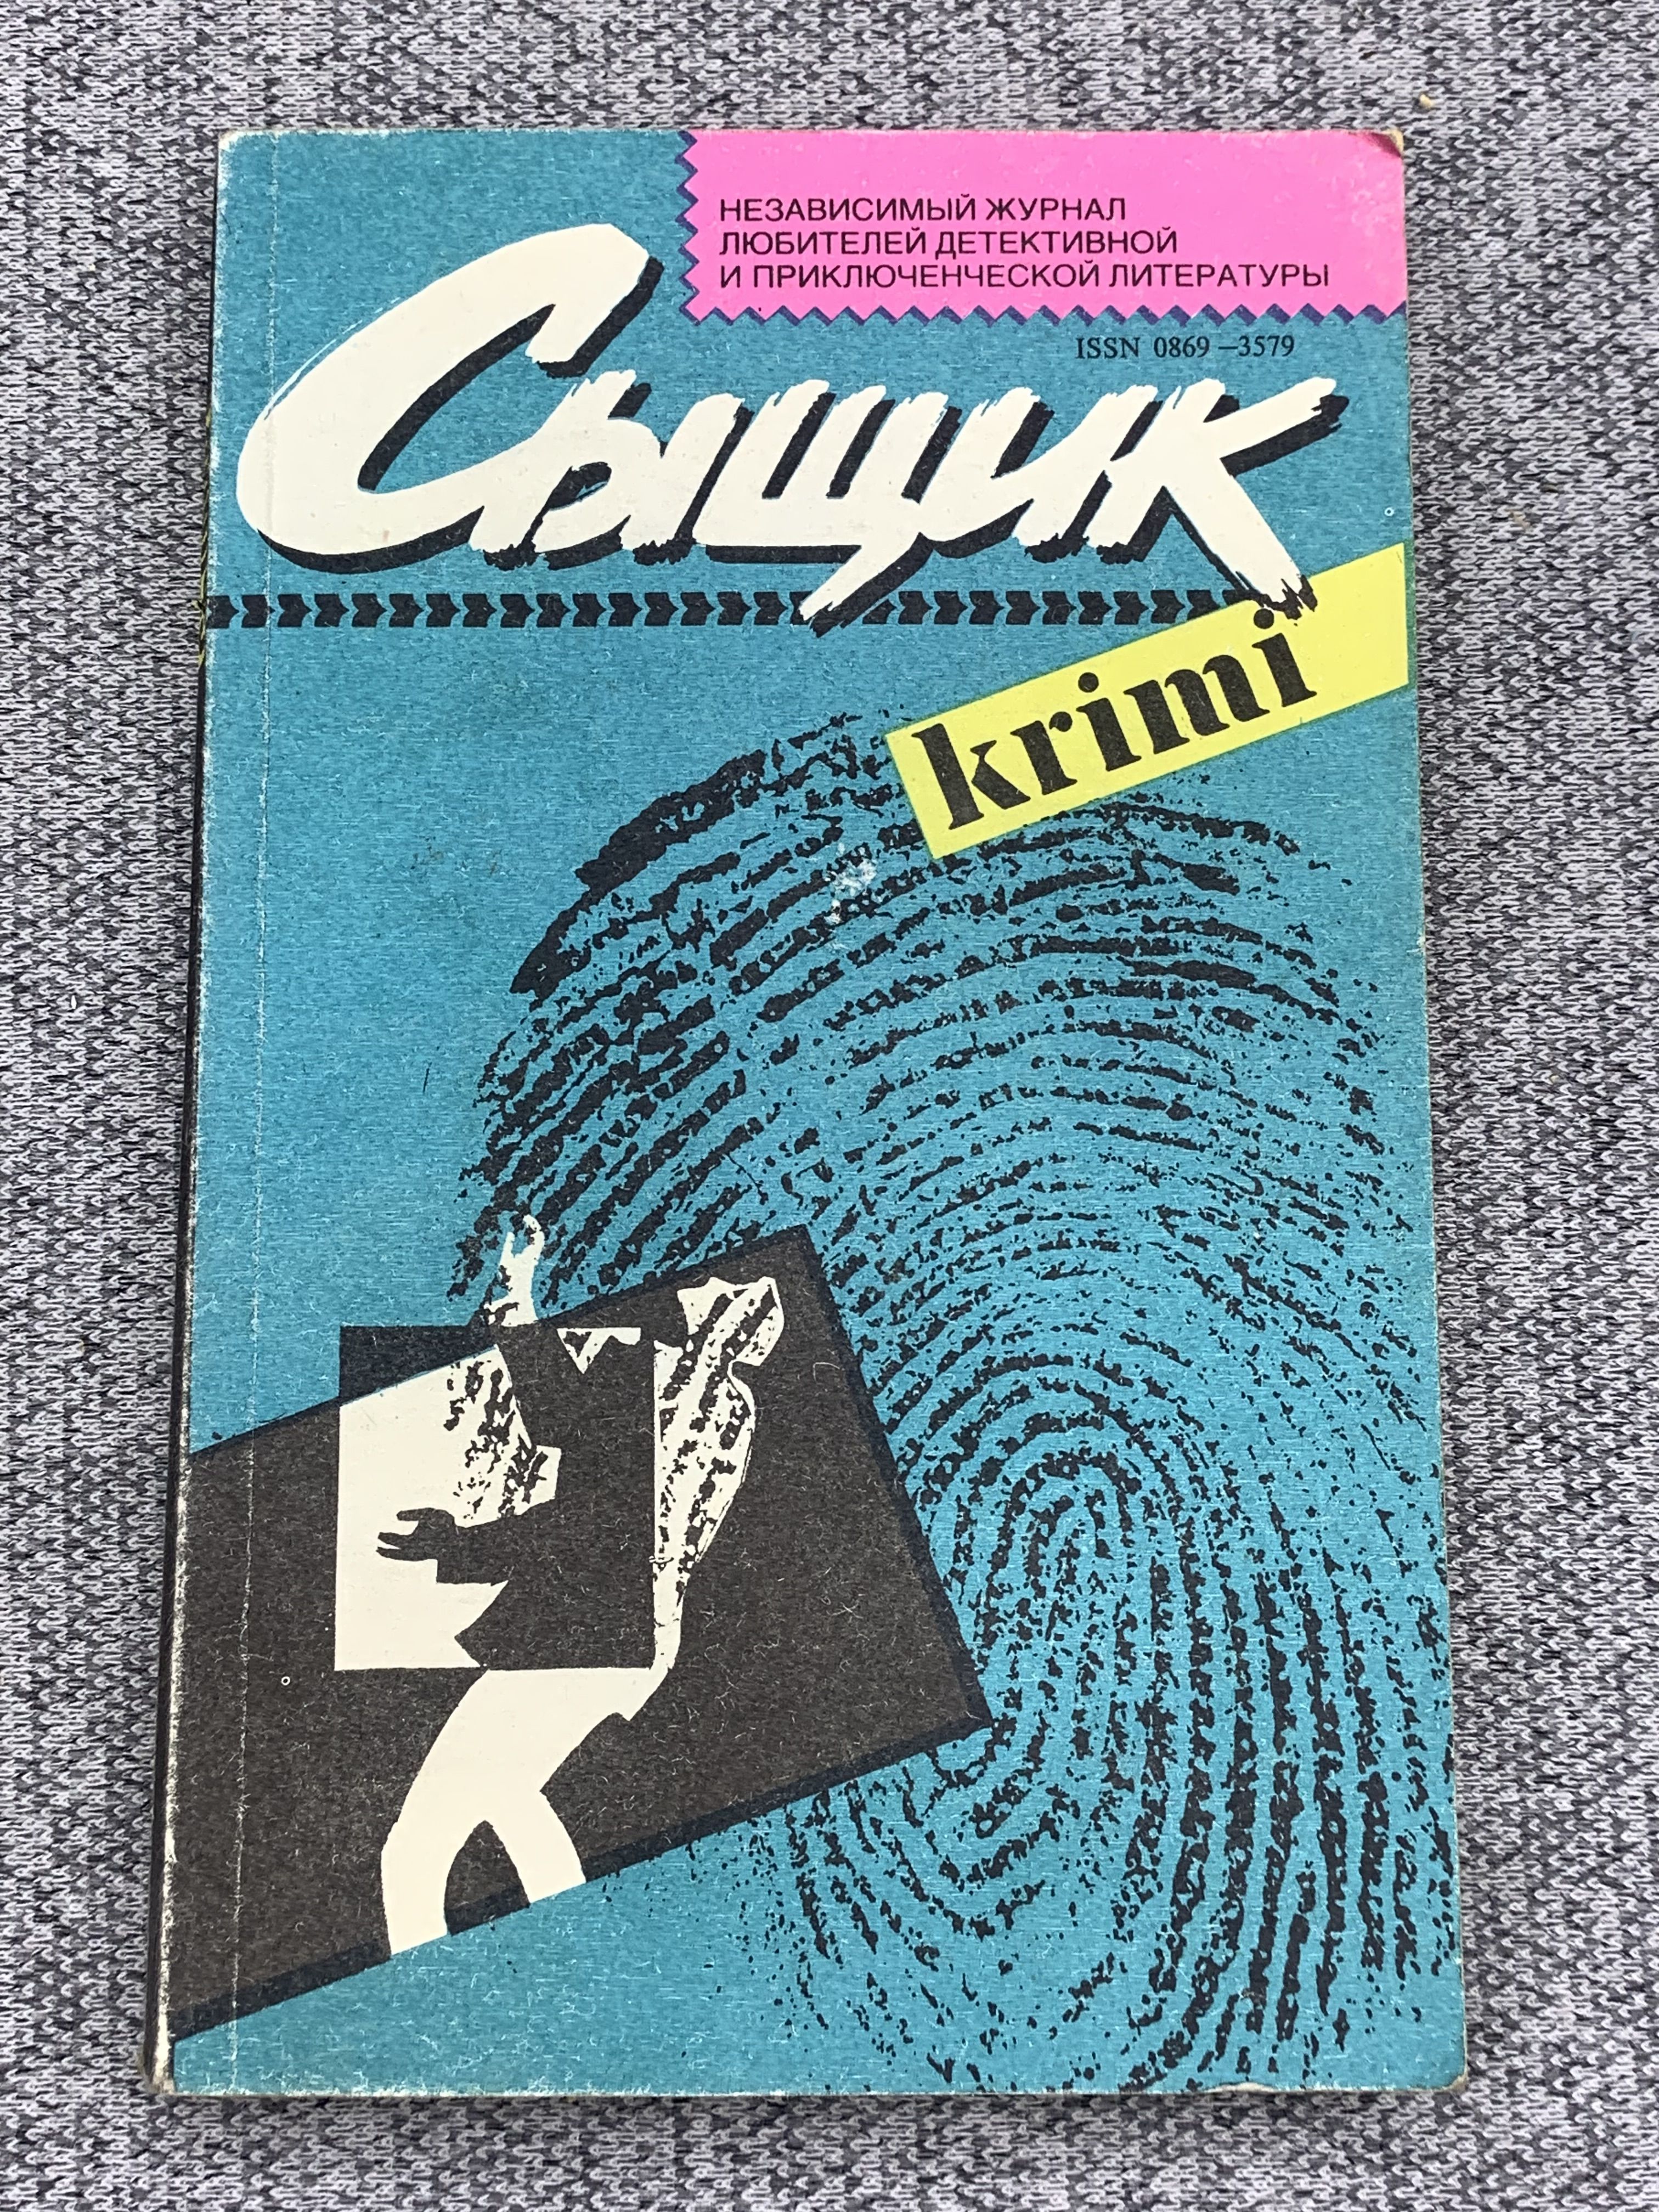 НЕЗАВИСИМЫЙ ЖУРНАЛ
ЛЮБИТЕЛЕЙ ДЕТЕКТИВНОЙ
И ПРИКЛЮЧЕНЧЕСКОЙ ЛИТЕРАТУРЫ
ISSN 0869 –3579
Сыщик
krimi